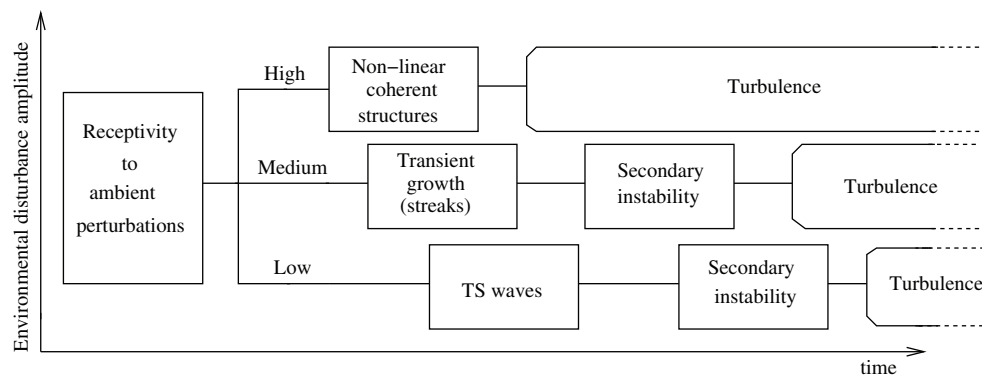 Environmental disturbance amplitude
Receptivity
to
ambient
perturbations
High
Non−linear
coherent
structures
Turbulence
Medium
Transient
growth
(streaks)
Secondary
instability
Turbulence
Low
TS waves
Secondary
instability
Turbulence
time